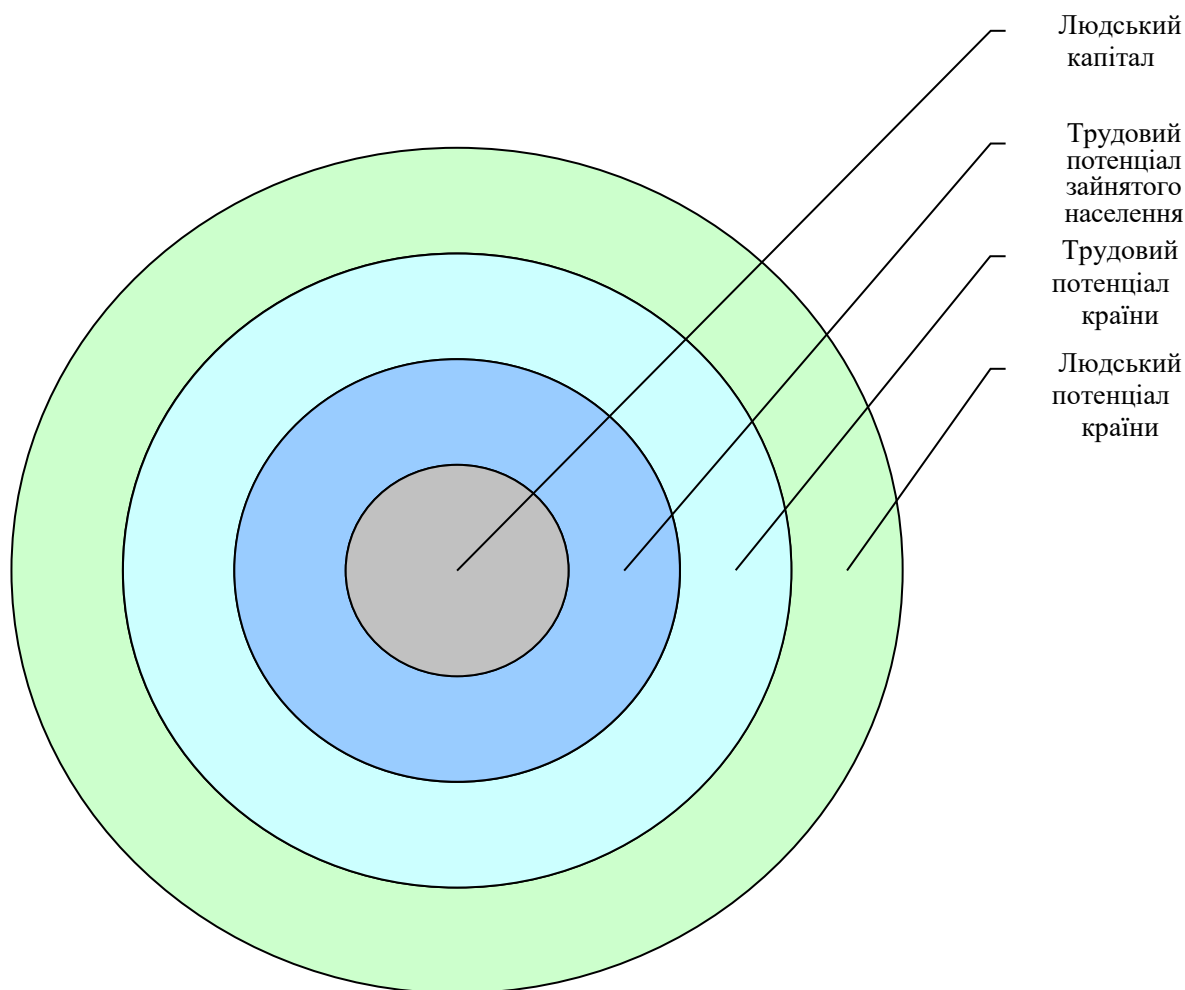 Людський
капітал
Трудовий
потенціал
зайнятого
населення
Трудовий
потенціал
країни
Людський
потенціал
країни